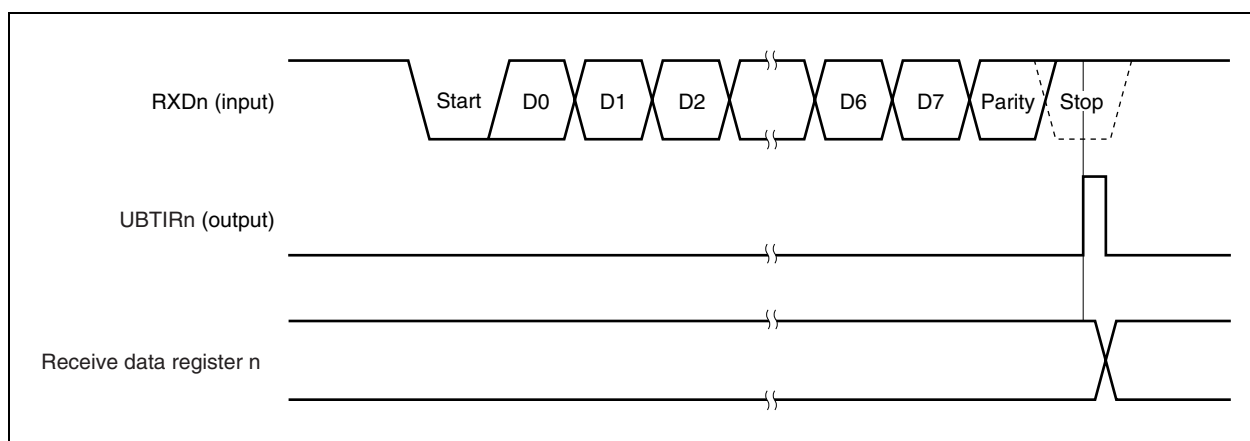 RXDn (input)
Start D0 D1 D2 D6 D7 Parity Stop
UBTIRn (output)
Receive data register n